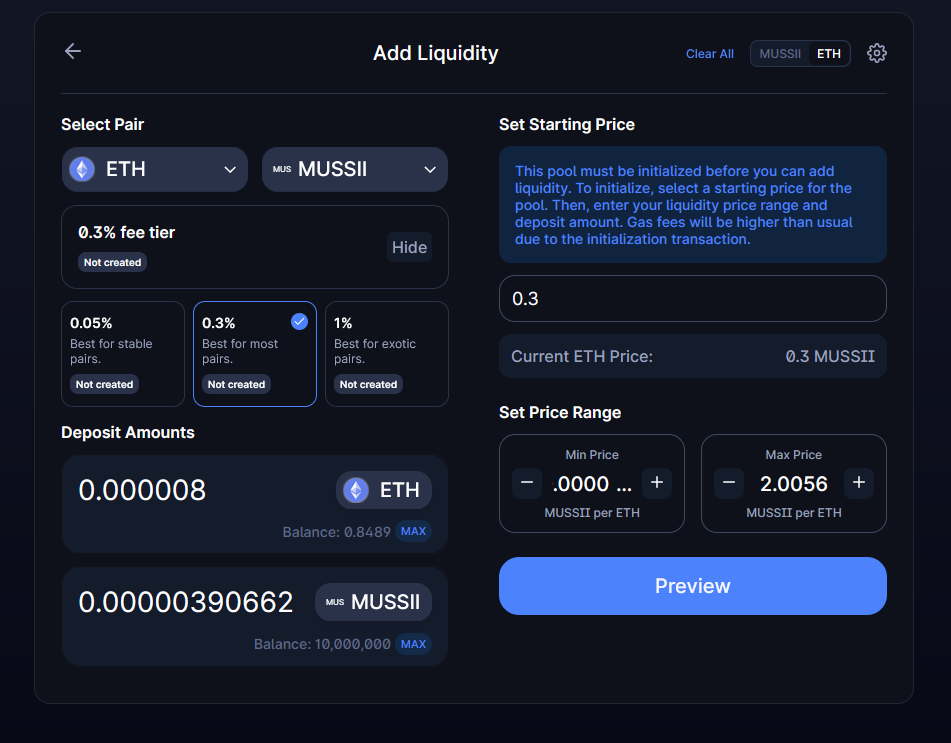 Add Liquidity
Clear All
MUSSII ETH
Select Pair
ETH
MUS MUSSII
0.3% fee tier
Not created
Hide
0.05%
Best for stable
pairs.
Not created
0.3%
Best for most
pairs.
Not created
1%
Best for exotic
pairs.
Not created
Deposit Amounts
0.000008
ETH
Balance: 0.8489 MAX
0.00000390662
MUS MUSSII
Balance: 10,000,000 MAX
Set Starting Price
This pool must be initialized before you can add
liquidity. To initialize, select a starting price for the
pool. Then, enter your liquidity price range and
deposit amount. Gas fees will be higher than usual
due to the initialization transaction.
0.3
Current ETH Price: 0.3 MUSSII
Set Price Range
Min Price
− .0000 ... +
MUSSII per ETH
Max Price
− 2.0056 +
MUSSII per ETH
Preview